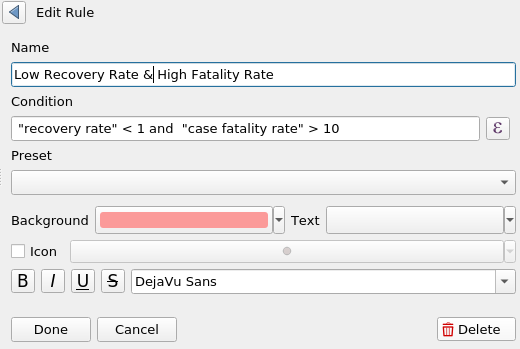 Edit Rule
Name
Low Recovery Rate & High Fatality Rate
Condition
"recovery rate" < 1 and  "case fatality rate" > 10
ε
Preset
Background
Text
Icon
B I U S DejaVu Sans
Done Cancel Delete